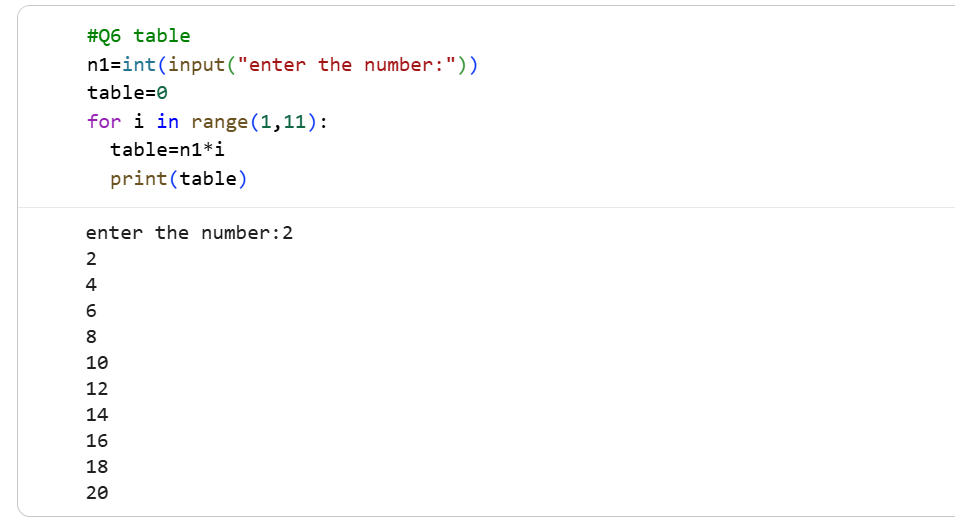 #Q6 table
n1=int(input("enter the number:"))
table=0
for i in range(1,11):
  table=n1*i
  print(table)
enter the number:2
2
4
6
8
10
12
14
16
18
20